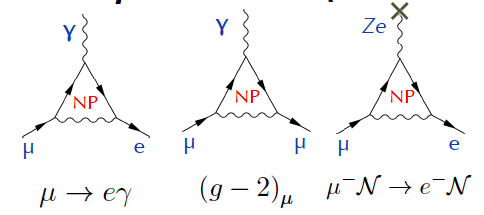 γ γ Ze
NP NP NP
μ e μ μ μ e
μ → eγ (g − 2)μ μ⁻N → e⁻N